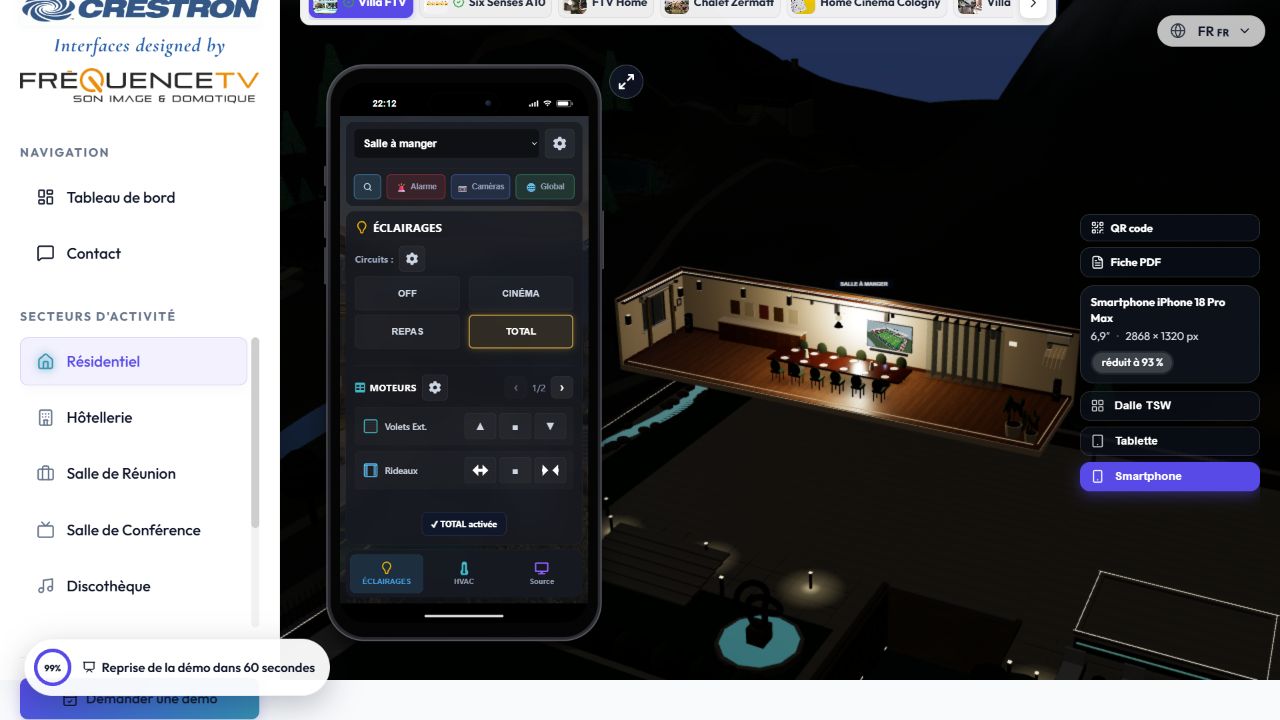 CRESTRON
Interfaces designed by
FRÉQUENCETV
SON IMAGE & DOMOTIQUE
NAVIGATION
Tableau de bord
Contact
SECTEURS D'ACTIVITÉ
Résidentiel
Hôtellerie
Salle de Réunion
Salle de Conférence
Discothèque
99%
Reprise de la démo dans 60 secondes
Demander une démo
Villa FTV
Six Senses A10
FTV Home
Chalet Zermatt
Home Cinéma Cologny
Villa
FR FR
22:12
Salle à manger
Alarme
Caméras
Global
ÉCLAIRAGES
Circuits :
OFF
CINÉMA
REPAS
TOTAL
MOTEURS
1/2
Volets Ext.
Rideaux
✓ TOTAL activée
ÉCLAIRAGES
HVAC
Source
SALLE À MANGER
QR code
Fiche PDF
Smartphone iPhone 18 Pro
Max
6,9" · 2868 × 1320 px
réduit à 93 %
Dalle TSW
Tablette
Smartphone